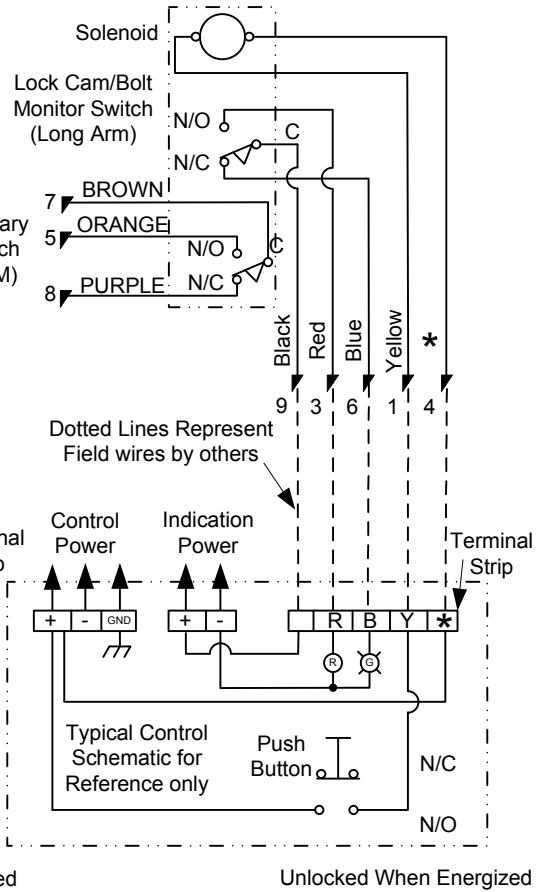 Solenoid
Lock Cam/Bolt
Monitor Switch
(Long Arm)
N/O
C
N/C
7
BROWN
5
ORANGE
N/O
C
8
PURPLE
N/C
Black
Red
Blue
Yellow
*
9 3 6 1 4
Dotted Lines Represent
Field wires by others
Control
Power
Indication
Power
Terminal
Strip
+ - GND
+ -
R B Y *
R G
Typical Control
Schematic for
Reference only
Push
Button
N/C
N/O
Unlocked When Energized